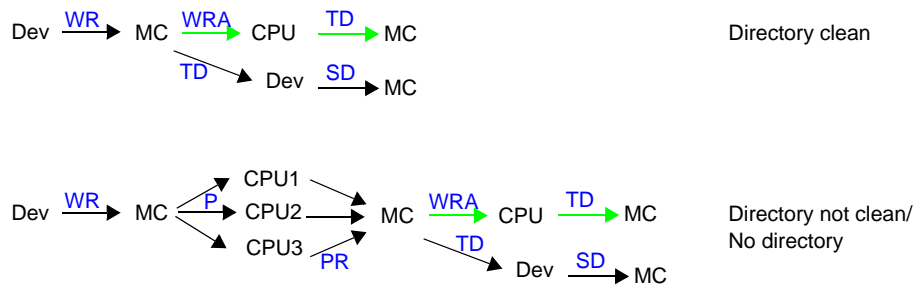 WR WRA TD
Dev MC CPU MC Directory clean
TD SD
Dev MC
CPU1
WR P WRA TD
Dev MC CPU2 MC CPU MC Directory not clean/
CPU3 TD No directory
PR SD
Dev MC